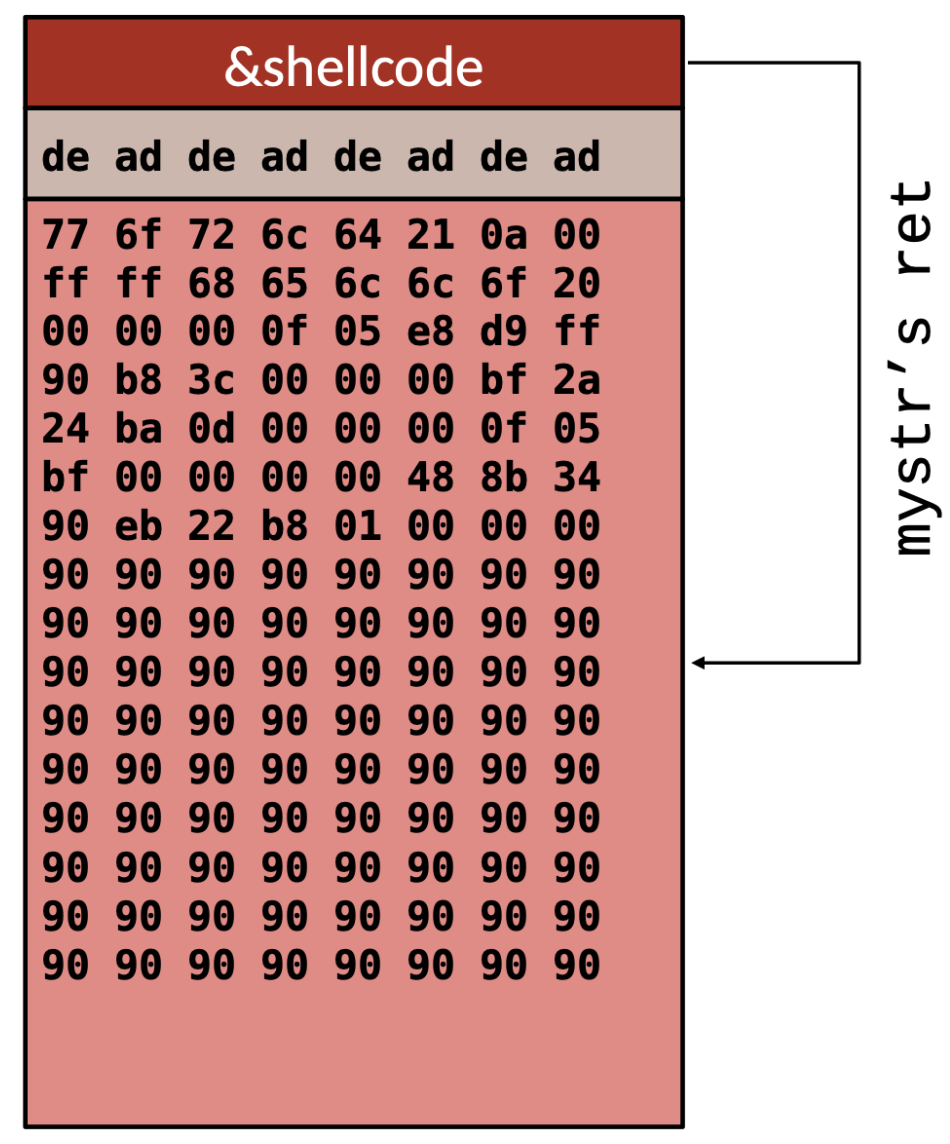 &shellcode
de ad de ad de ad de ad
77 6f 72 6c 64 21 0a 00
ff ff 68 65 6c 6c 6f 20
00 00 00 0f 05 e8 d9 ff
90 b8 3c 00 00 00 bf 2a
24 ba 0d 00 00 00 0f 05
bf 00 00 00 00 48 8b 34
90 eb 22 b8 01 00 00 00
90 90 90 90 90 90 90 90
90 90 90 90 90 90 90 90
90 90 90 90 90 90 90 90
90 90 90 90 90 90 90 90
90 90 90 90 90 90 90 90
90 90 90 90 90 90 90 90
90 90 90 90 90 90 90 90
90 90 90 90 90 90 90 90
90 90 90 90 90 90 90 90
mystr’s ret